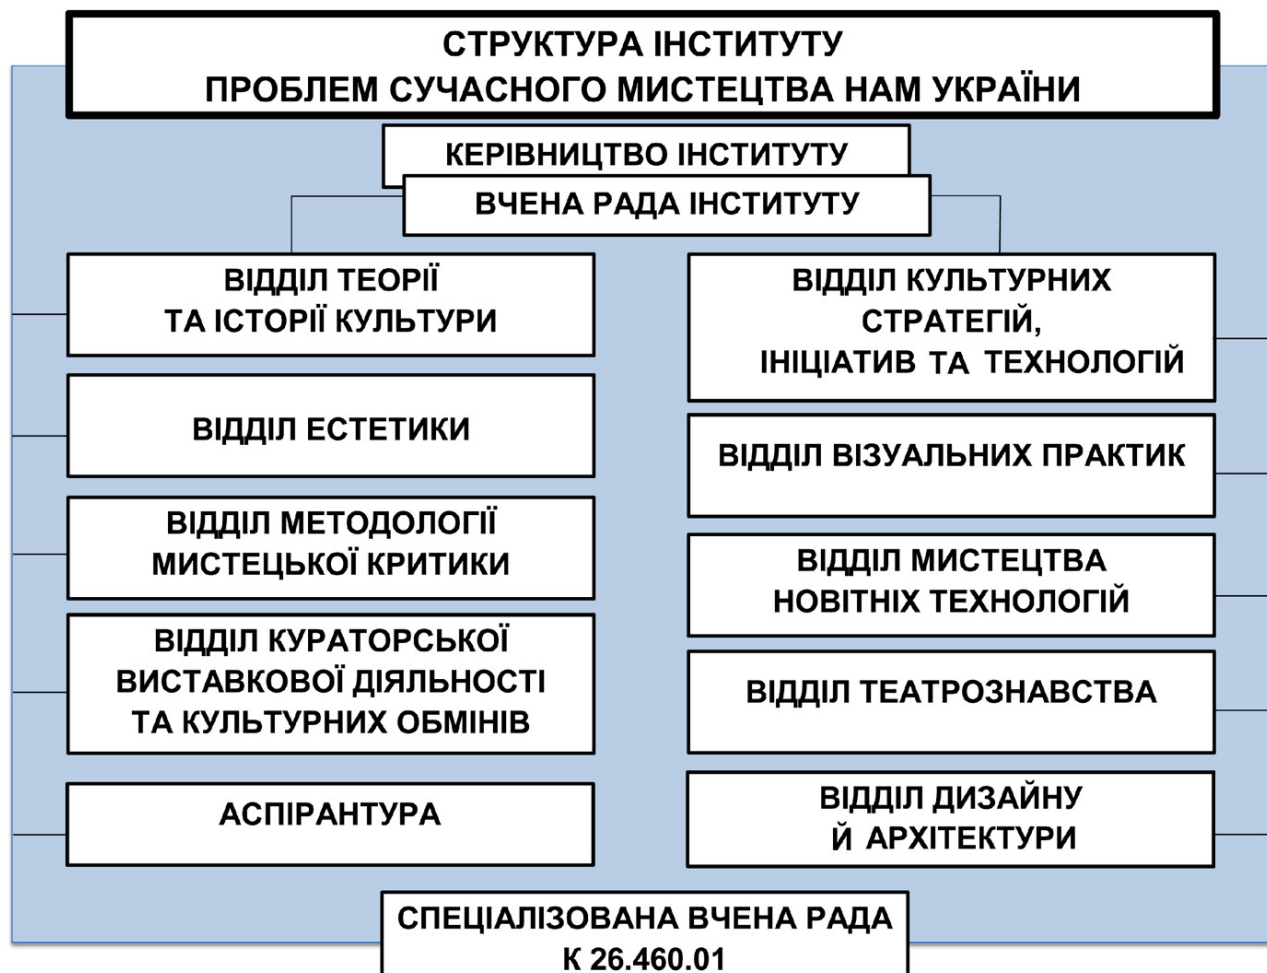 СТРУКТУРА ІНСТИТУТУ
ПРОБЛЕМ СУЧАСНОГО МИСТЕЦТВА НАМ УКРАЇНИ
КЕРІВНИЦТВО ІНСТИТУТУ
ВЧЕНА РАДА ІНСТИТУТУ
ВІДДІЛ ТЕОРІЇ
ТА ІСТОРІЇ КУЛЬТУРИ
ВІДДІЛ ЕСТЕТИКИ
ВІДДІЛ МЕТОДОЛОГІЇ
МИСТЕЦЬКОЇ КРИТИКИ
ВІДДІЛ КУРАТОРСЬКОЇ
ВИСТАВКОВОЇ ДІЯЛЬНОСТІ
ТА КУЛЬТУРНИХ ОБМІНІВ
АСПІРАНТУРА
ВІДДІЛ КУЛЬТУРНИХ
СТРАТЕГІЙ,
ІНІЦІАТИВ ТА ТЕХНОЛОГІЙ
ВІДДІЛ ВІЗУАЛЬНИХ ПРАКТИК
ВІДДІЛ МИСТЕЦТВА
НОВІТНІХ ТЕХНОЛОГІЙ
ВІДДІЛ ТЕАТРОЗНАВСТВА
ВІДДІЛ ДИЗАЙНУ
Й АРХІТЕКТУРИ
СПЕЦІАЛІЗОВАНА ВЧЕНА РАДА
К 26.460.01